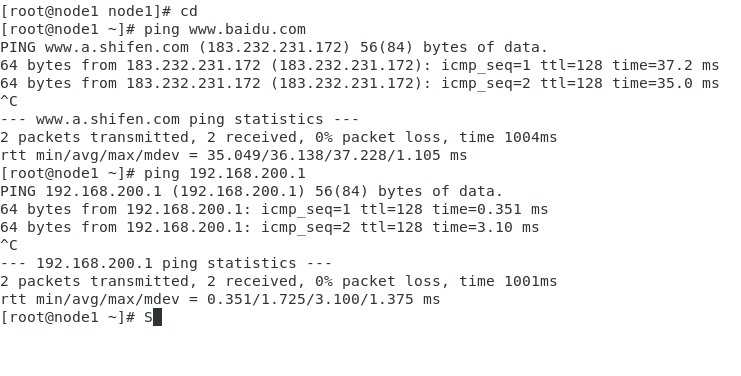 [root@node1 node1]# cd
[root@node1 ~]# ping www.baidu.com
PING www.a.shifen.com (183.232.231.172) 56(84) bytes of data.
64 bytes from 183.232.231.172 (183.232.231.172): icmp_seq=1 ttl=128 time=37.2 ms
64 bytes from 183.232.231.172 (183.232.231.172): icmp_seq=2 ttl=128 time=35.0 ms
^C
--- www.a.shifen.com ping statistics ---
2 packets transmitted, 2 received, 0% packet loss, time 1004ms
rtt min/avg/max/mdev = 35.049/36.138/37.228/1.105 ms
[root@node1 ~]# ping 192.168.200.1
PING 192.168.200.1 (192.168.200.1) 56(84) bytes of data.
64 bytes from 192.168.200.1: icmp_seq=1 ttl=128 time=0.351 ms
64 bytes from 192.168.200.1: icmp_seq=2 ttl=128 time=3.10 ms
^C
--- 192.168.200.1 ping statistics ---
2 packets transmitted, 2 received, 0% packet loss, time 1001ms
rtt min/avg/max/mdev = 0.351/1.725/3.100/1.375 ms
[root@node1 ~]# S